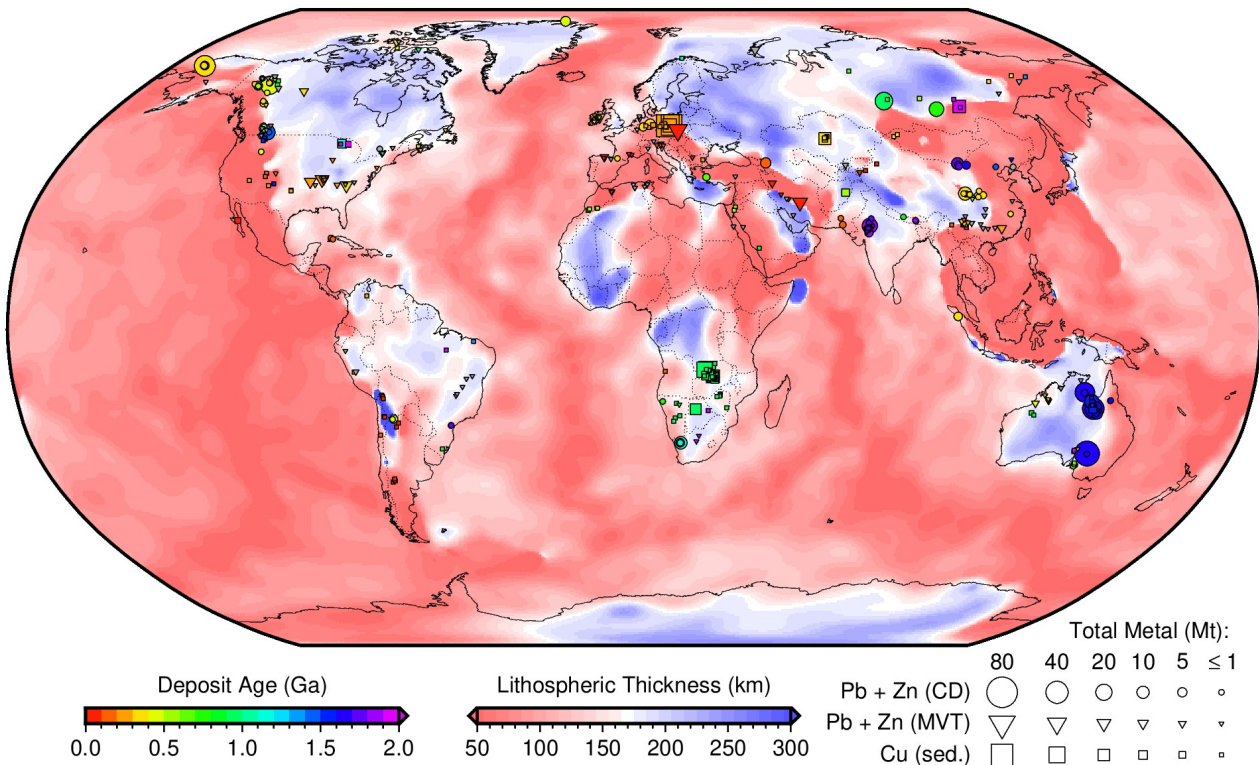 Total Metal (Mt):
80 40 20 10 5 ≤ 1
Deposit Age (Ga)
Lithospheric Thickness (km)
Pb + Zn (CD)
Pb + Zn (MVT)
Cu (sed.)
0.0 0.5 1.0 1.5 2.0
50 100 150 200 250 300